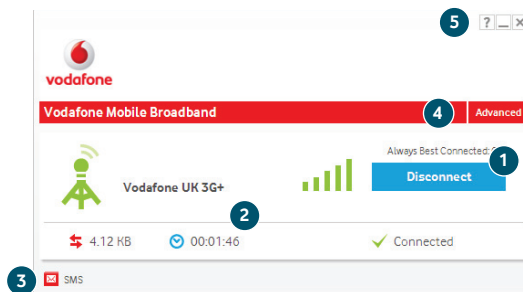 5
?
vodafone
Vodafone Mobile Broadband
4
Advanced
Always Best Connected:
1
Disconnect
Vodafone UK 3G+
2
4.12 KB
00:01:46
Connected
3
SMS